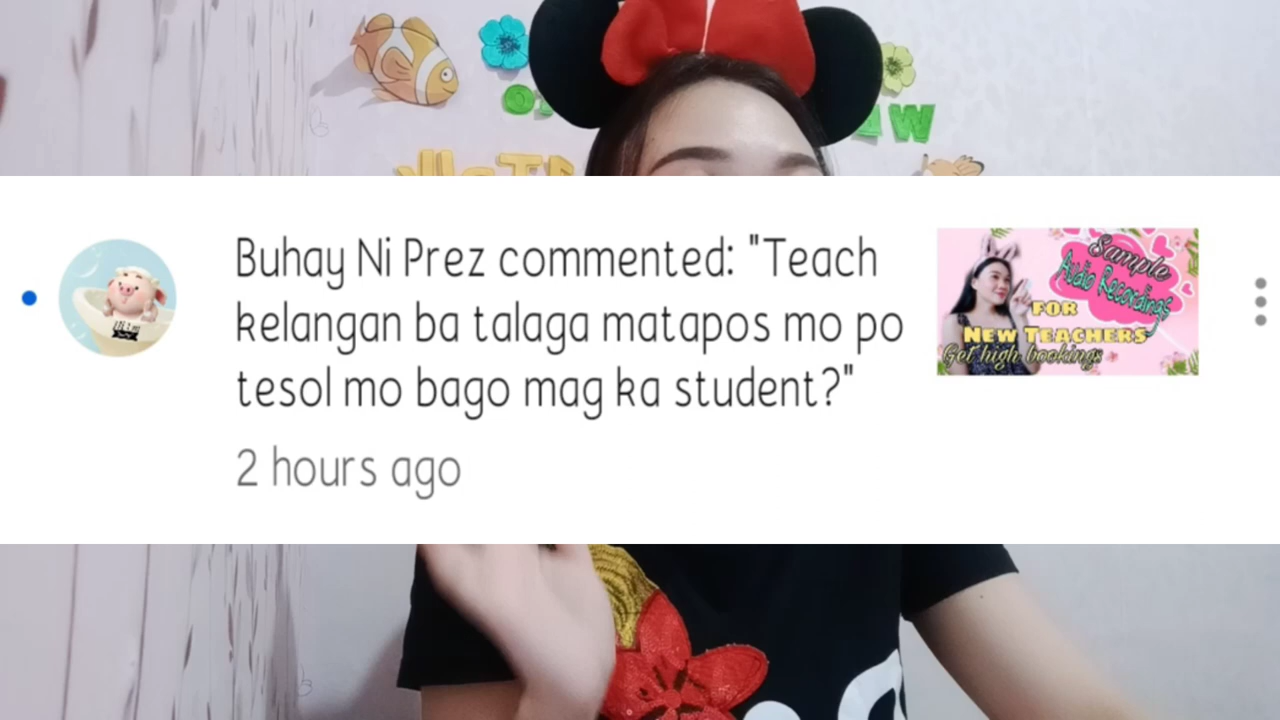 Buhay Ni Prez commented: "Teach
kelangan ba talaga matapos mo po
tesol mo bago mag ka student?"
2 hours ago
Sample
Audio Recordings
FOR
NEW TEACHERS
Get high bookings